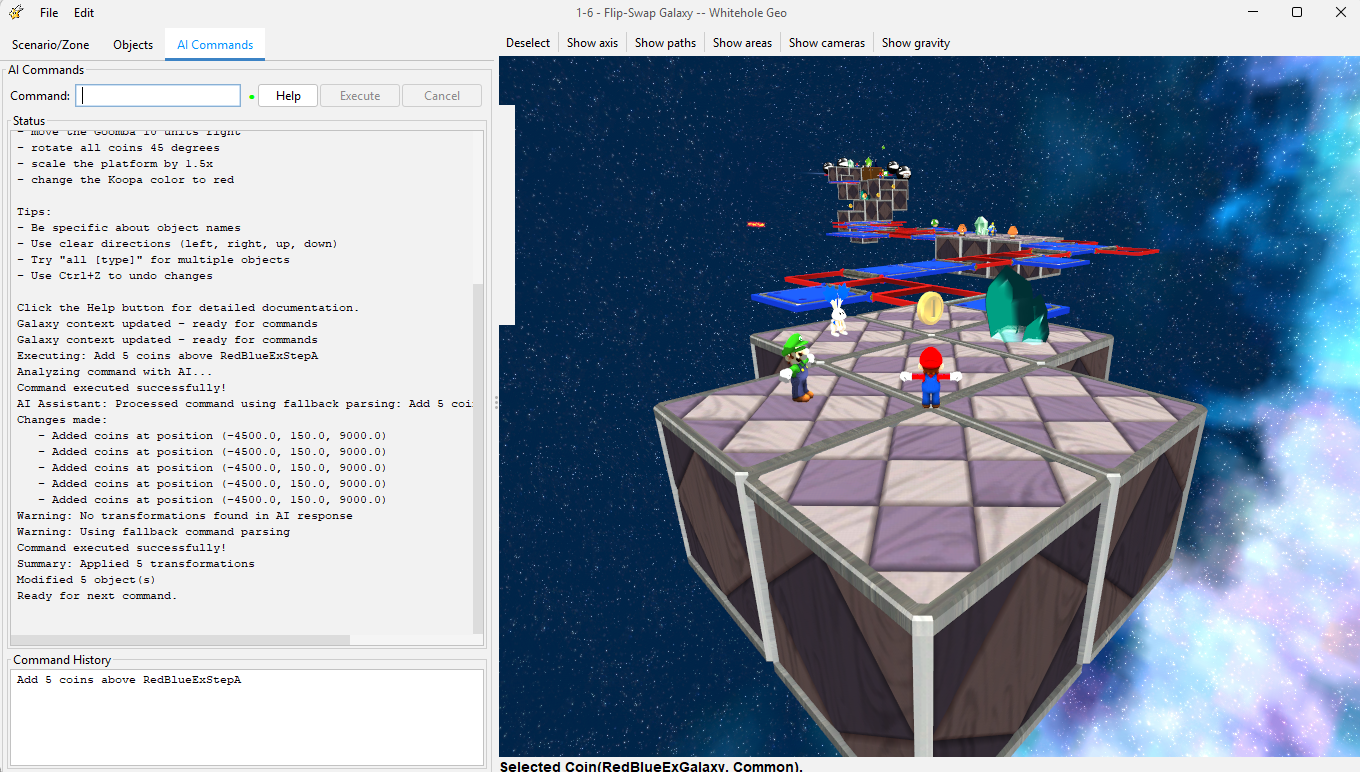 File Edit
1-6 - Flip-Swap Galaxy -- Whitehole Geo
Scenario/Zone Objects AI Commands
Deselect Show axis Show paths Show areas Show cameras Show gravity
AI Commands
Command: Help Execute Cancel
Status
- move the Goomba 10 units right
- rotate all coins 45 degrees
- scale the platform by 1.5x
- change the Koopa color to red
Tips:
- Be specific about object names
- Use clear directions (left, right, up, down)
- Try "all [type]" for multiple objects
- Use Ctrl+Z to undo changes
Click the Help button for detailed documentation.
Galaxy context updated - ready for commands
Galaxy context updated - ready for commands
Executing: Add 5 coins above RedBlueExStepA
Analyzing command with AI...
Command executed successfully!
AI Assistant: Processed command using fallback parsing: Add 5 coi
Changes made:
- Added coins at position (-4500.0, 150.0, 9000.0)
- Added coins at position (-4500.0, 150.0, 9000.0)
- Added coins at position (-4500.0, 150.0, 9000.0)
- Added coins at position (-4500.0, 150.0, 9000.0)
- Added coins at position (-4500.0, 150.0, 9000.0)
Warning: No transformations found in AI response
Warning: Using fallback command parsing
Command executed successfully!
Summary: Applied 5 transformations
Modified 5 object(s)
Ready for next command.
Command History
Add 5 coins above RedBlueExStepA
Selected Coin(RedBlueExGalaxy, Common).